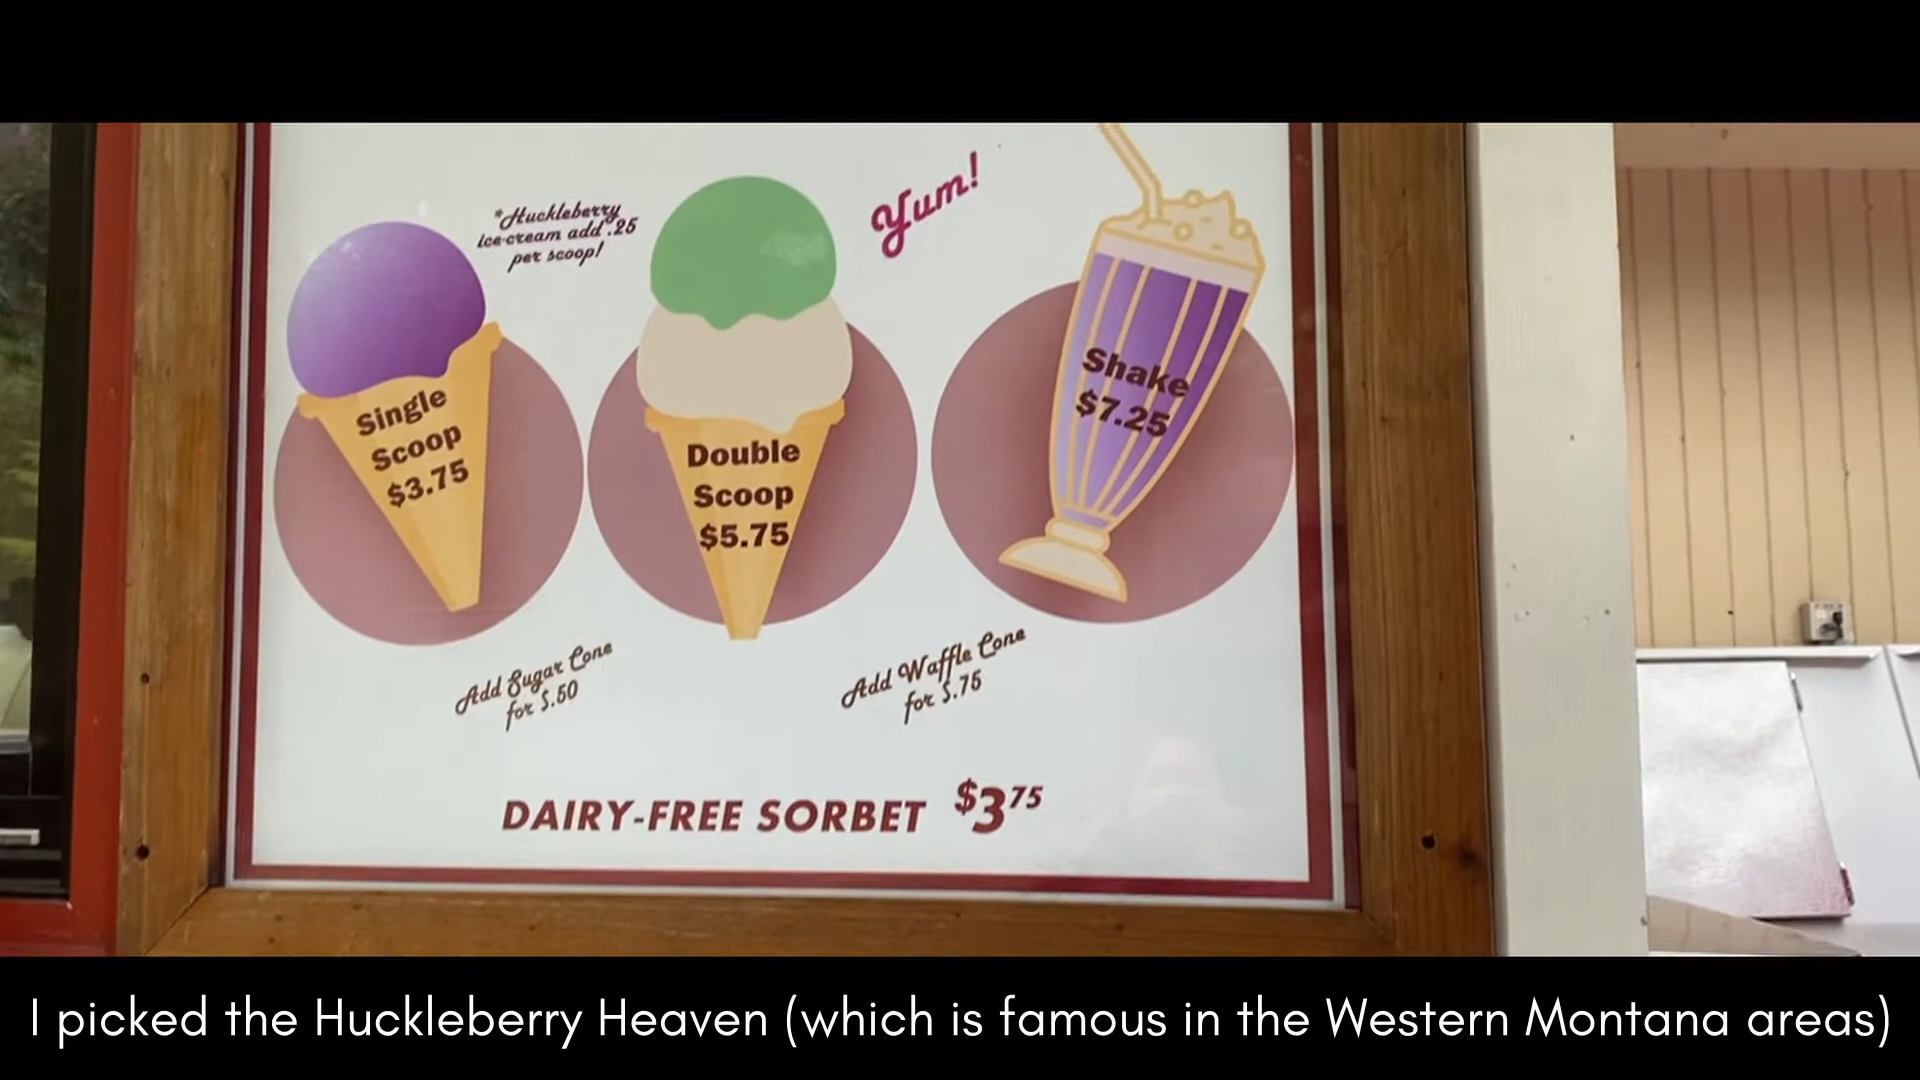 *Huckleberry
ice-cream add .25
per scoop!
Yum!
Single
Scoop
$3.75
Double
Scoop
$5.75
Shake
$7.25
Add Sugar Cone
for $.50
Add Waffle Cone
for $.75
DAIRY-FREE SORBET $3.75
I picked the Huckleberry Heaven (which is famous in the Western Montana areas)